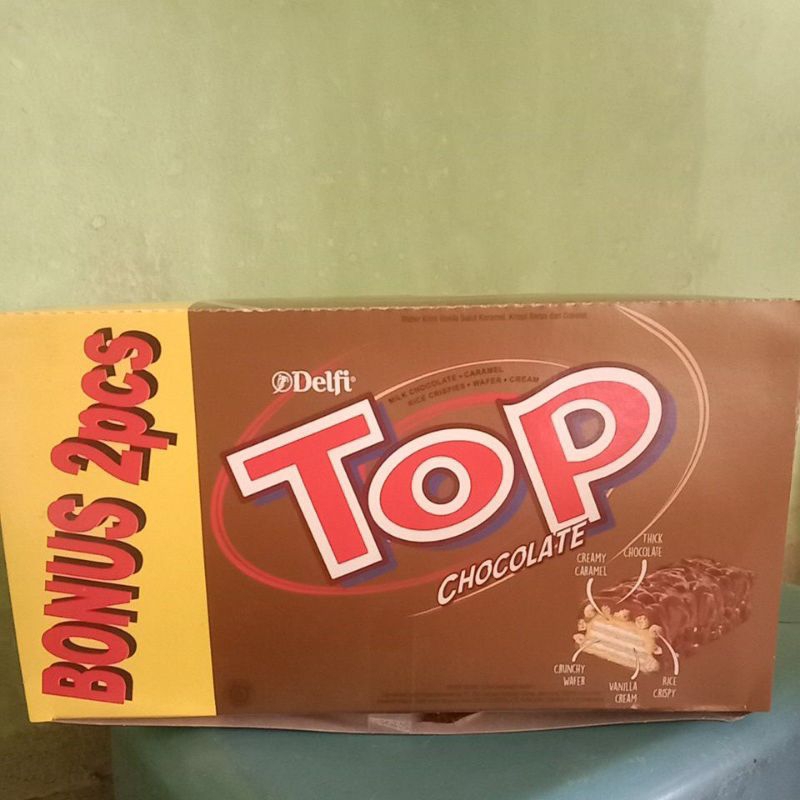 BONUS 2pcs
Delfi
MILK CHOCOLATE • CARAMEL
RICE CRISPIES • WAFER • CREAM
TOP
CHOCOLATE
THICK
CHOCOLATE
CREAMY
CARAMEL
CRUNCHY
WAFER
VANILLA
CREAM
RICE
CRISPY